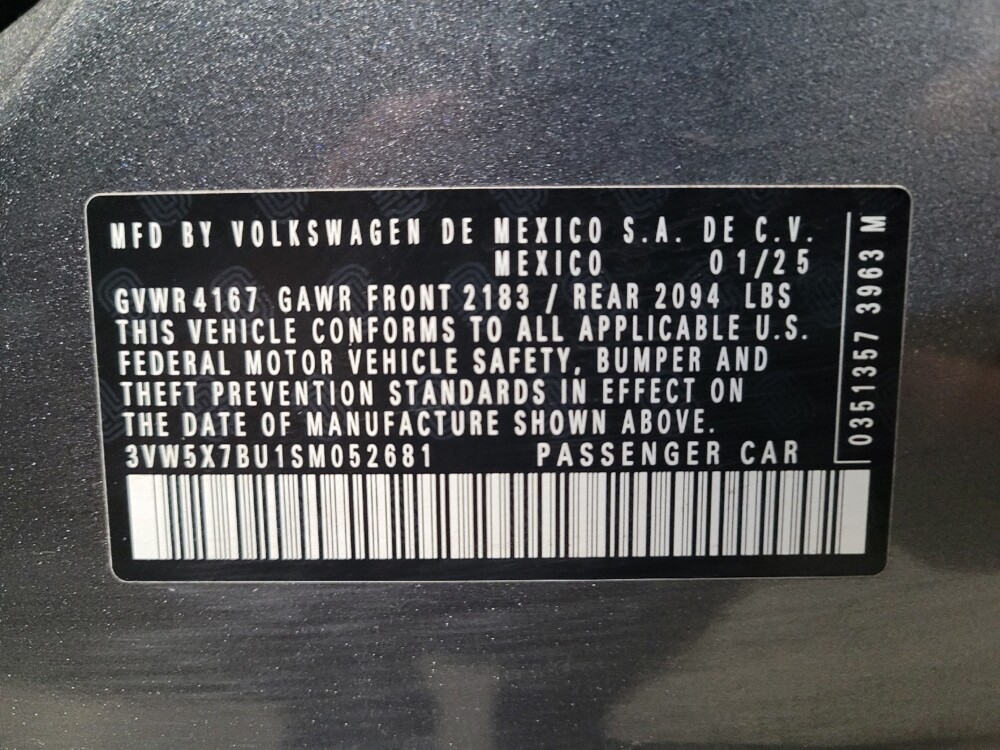 MFD BY VOLKSWAGEN DE MEXICO S.A. DE C.V.
MEXICO 01/25
GVWR 4167 GAWR FRONT 2183 / REAR 2094 LBS
THIS VEHICLE CONFORMS TO ALL APPLICABLE U.S.
FEDERAL MOTOR VEHICLE SAFETY, BUMPER AND
THEFT PREVENTION STANDARDS IN EFFECT ON
THE DATE OF MANUFACTURE SHOWN ABOVE.
3VW5X7BU1SM052681 PASSENGER CAR
0351357 3963 M